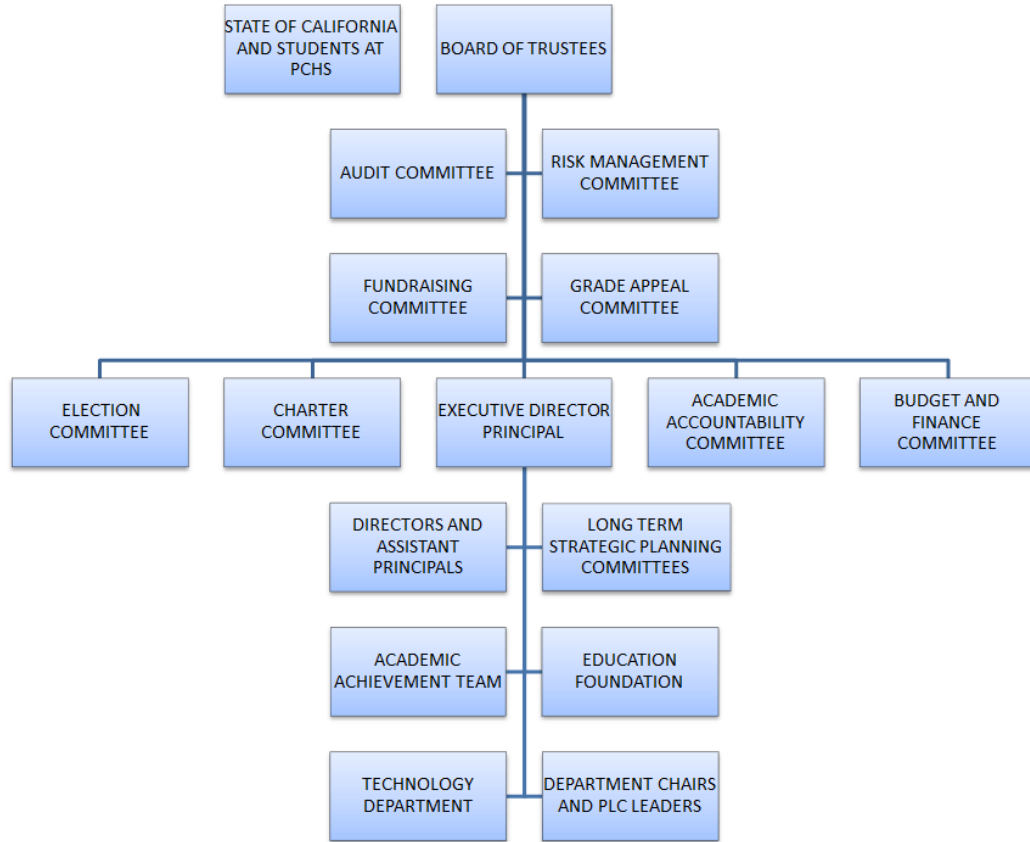 STATE OF CALIFORNIA
AND STUDENTS AT
PCHS
BOARD OF TRUSTEES
AUDIT COMMITTEE
RISK MANAGEMENT
COMMITTEE
FUNDRAISING
COMMITTEE
GRADE APPEAL
COMMITTEE
ELECTION
COMMITTEE
CHARTER
COMMITTEE
EXECUTIVE DIRECTOR
PRINCIPAL
ACADEMIC
ACCOUNTABILITY
COMMITTEE
BUDGET AND
FINANCE
COMMITTEE
DIRECTORS AND
ASSISTANT
PRINCIPALS
LONG TERM
STRATEGIC PLANNING
COMMITTEES
ACADEMIC
ACHIEVEMENT TEAM
EDUCATION
FOUNDATION
TECHNOLOGY
DEPARTMENT
DEPARTMENT CHAIRS
AND PLC LEADERS